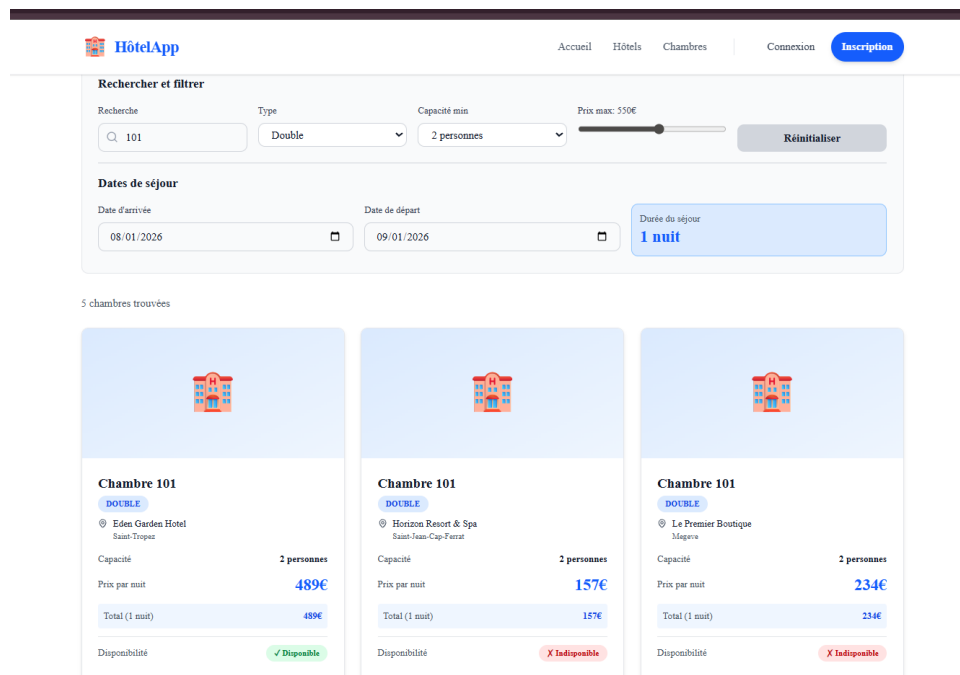 HôtelApp Accueil Hôtels Chambres Connexion Inscription
Rechercher et filtrer
Recherche Type Capacité min Prix max: 550€
101 Double 2 personnes Réinitialiser
Dates de séjour
Date d'arrivée Date de départ Durée du séjour
08/01/2026 09/01/2026 1 nuit
5 chambres trouvées
H H H
Chambre 101 Chambre 101 Chambre 101
DOUBLE DOUBLE DOUBLE
Eden Garden Hotel Horizon Resort & Spa Le Premier Boutique
Saint-Tropez Saint-Jean-Cap-Ferrat Megeve
Capacité 2 personnes Capacité 2 personnes Capacité 2 personnes
Prix par nuit 489€ Prix par nuit 157€ Prix par nuit 234€
Total (1 nuit) 489€ Total (1 nuit) 157€ Total (1 nuit) 234€
Disponibilité ✓ Disponible Disponibilité ✗ Indisponible Disponibilité ✗ Indisponible